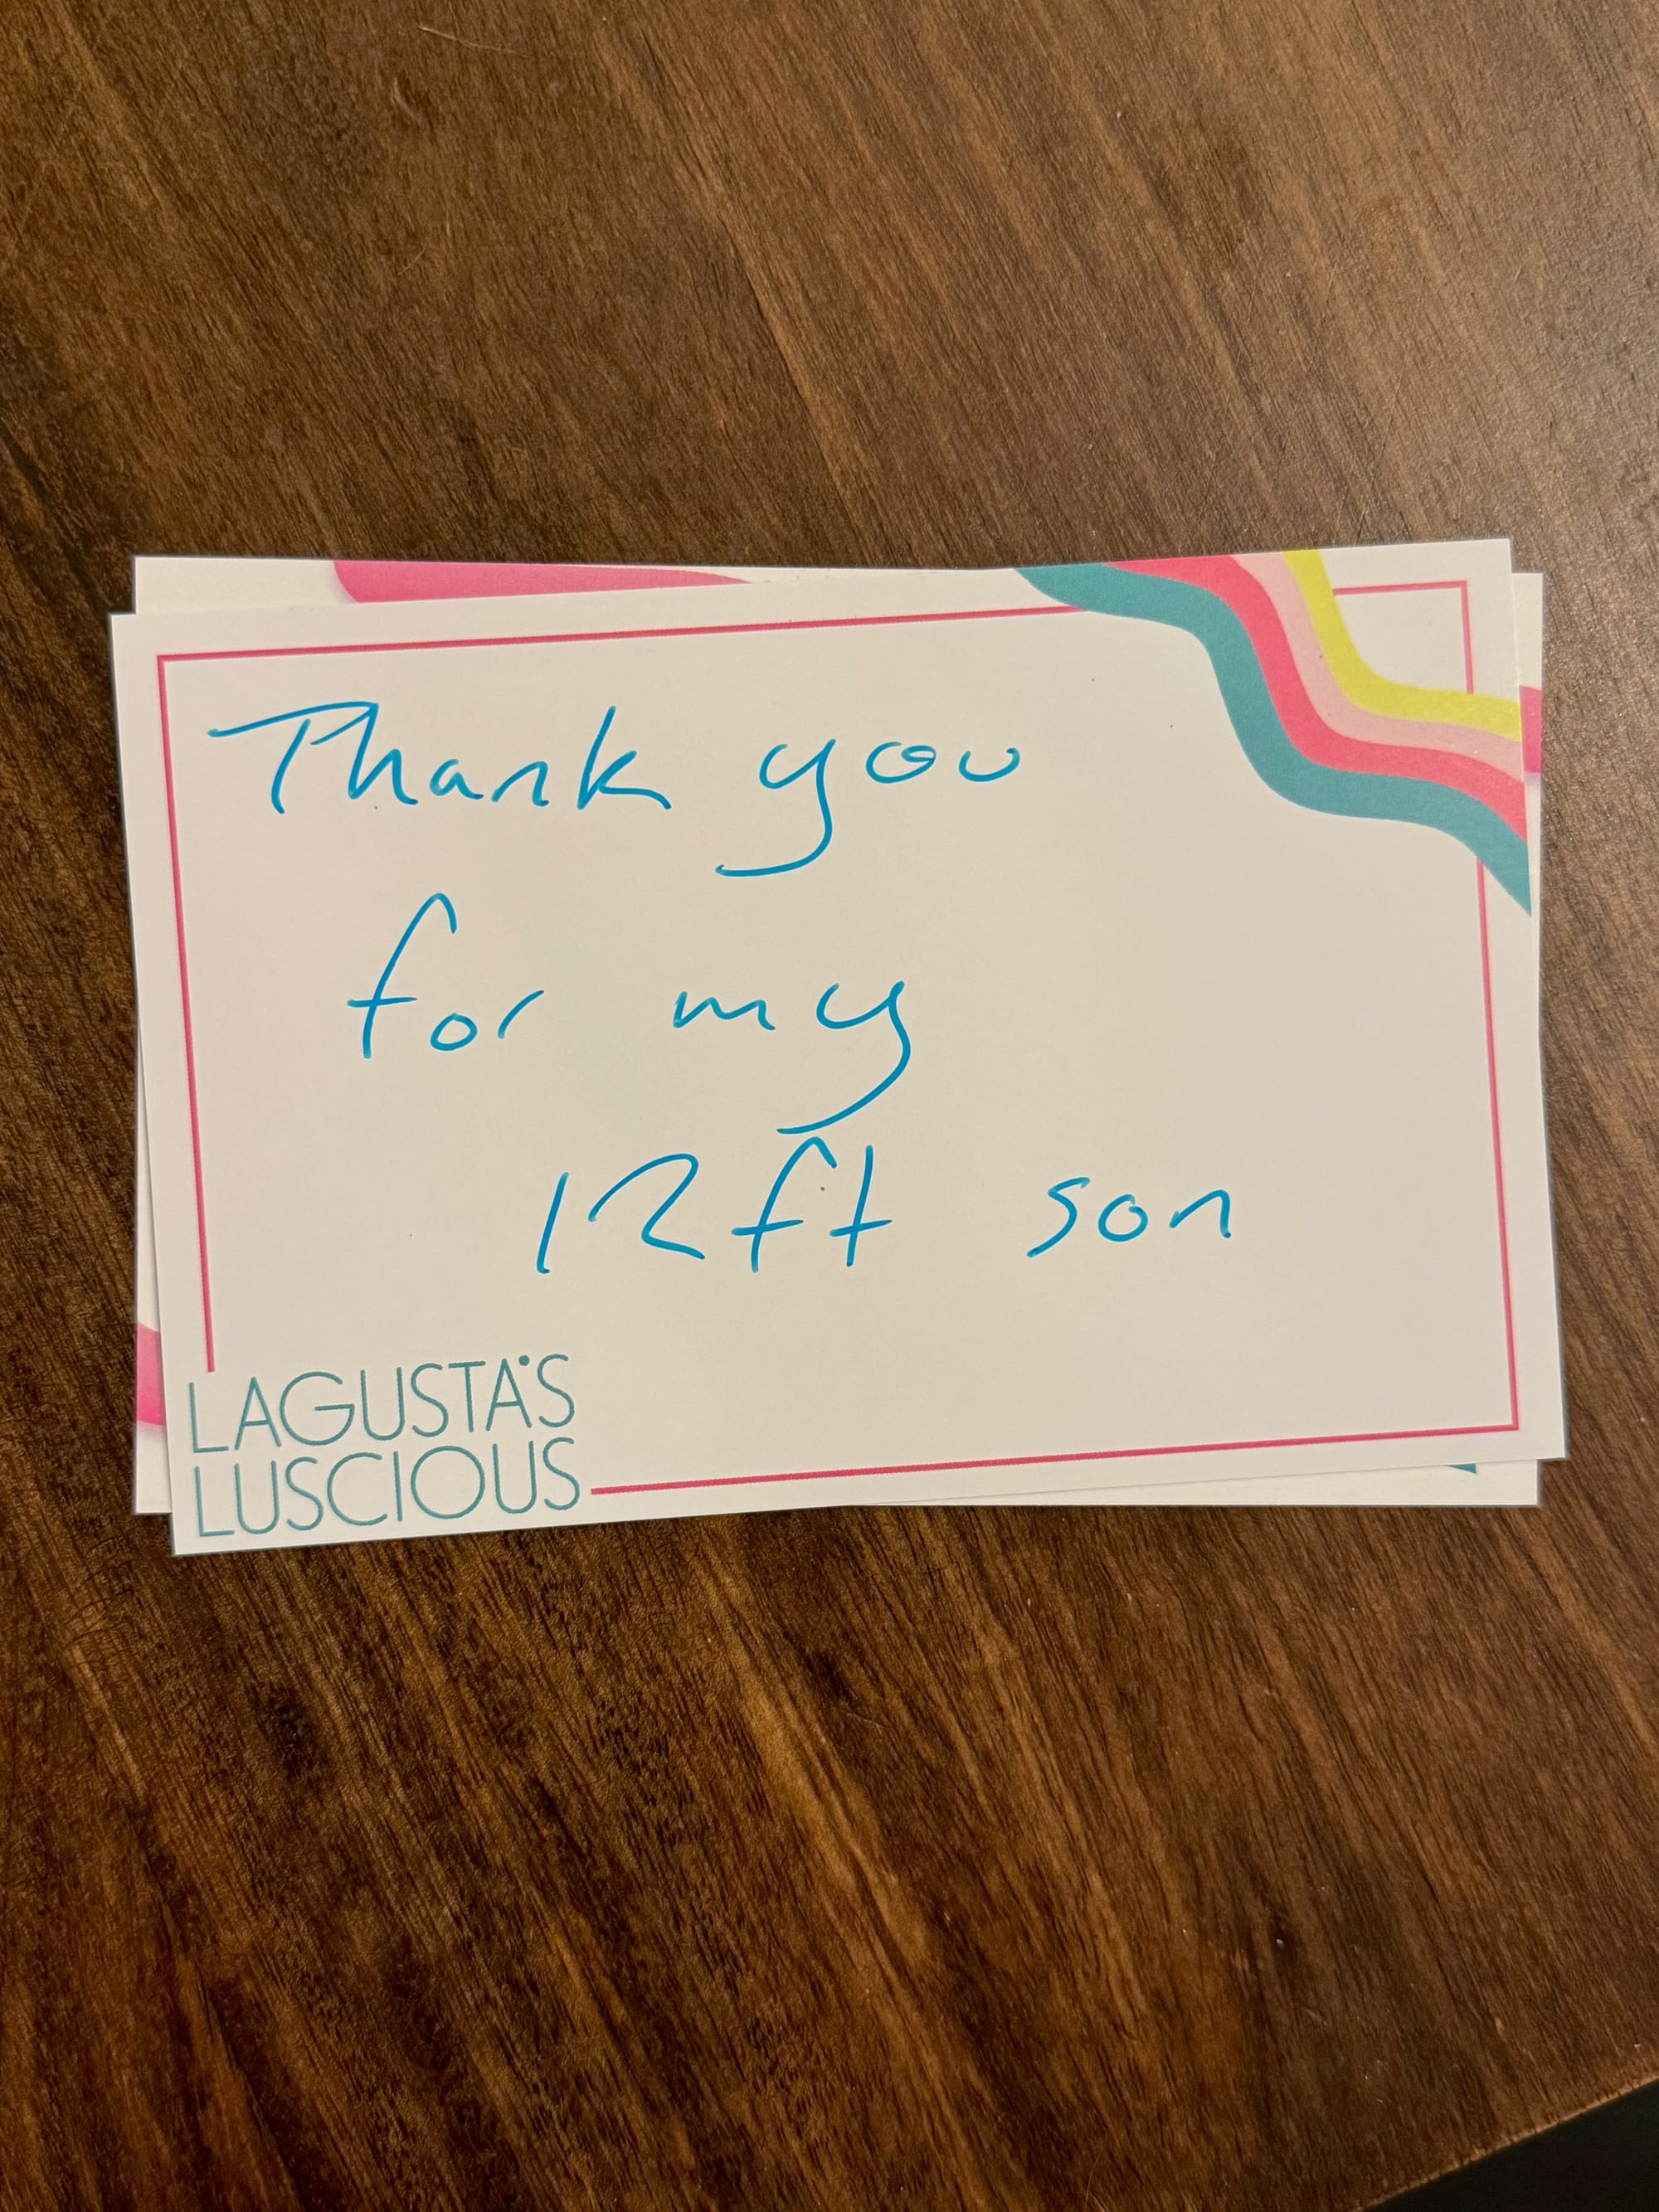 Thank you
for my
12ft son
LAGUSTA'S
LUSCIOUS